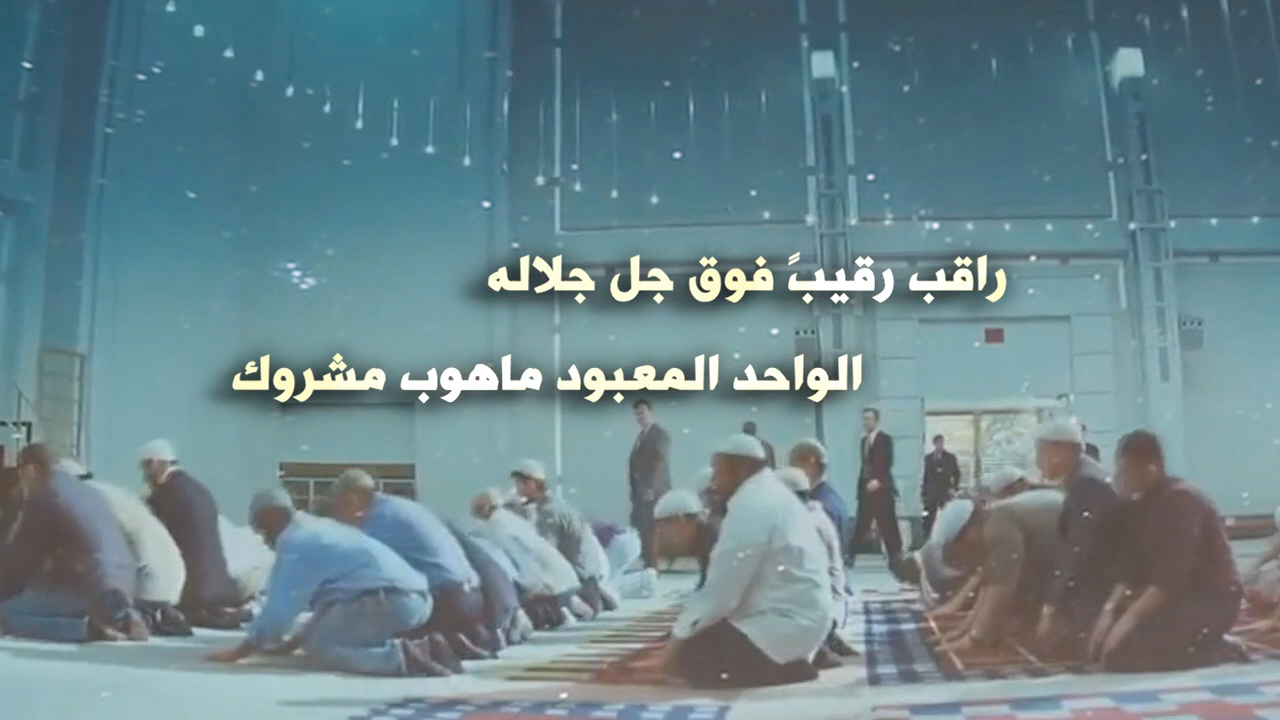 راقب رقيبً فوق جل جلاله
الواحد المعبود ماهوب مشروك